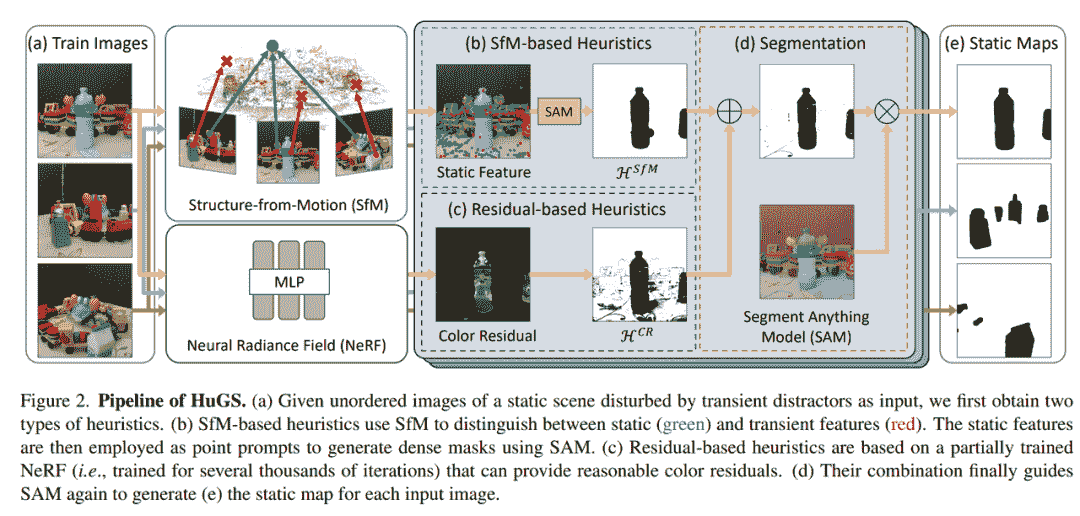 (a) Train Images
Structure-from-Motion (SfM)
MLP
Neural Radiance Field (NeRF)
(b) SfM-based Heuristics
SAM
Static Feature
ℋ^SfM
(c) Residual-based Heuristics
Color Residual
ℋ^CR
(d) Segmentation
Segment Anything
Model (SAM)
(e) Static Maps
Figure 2. Pipeline of HuGS. (a) Given unordered images of a static scene disturbed by transient distractors as input, we first obtain two
types of heuristics. (b) SfM-based heuristics use SfM to distinguish between static (green) and transient features (red). The static features
are then employed as point prompts to generate dense masks using SAM. (c) Residual-based heuristics are based on a partially trained
NeRF (i.e., trained for several thousands of iterations) that can provide reasonable color residuals. (d) Their combination finally guides
SAM again to generate (e) the static map for each input image.